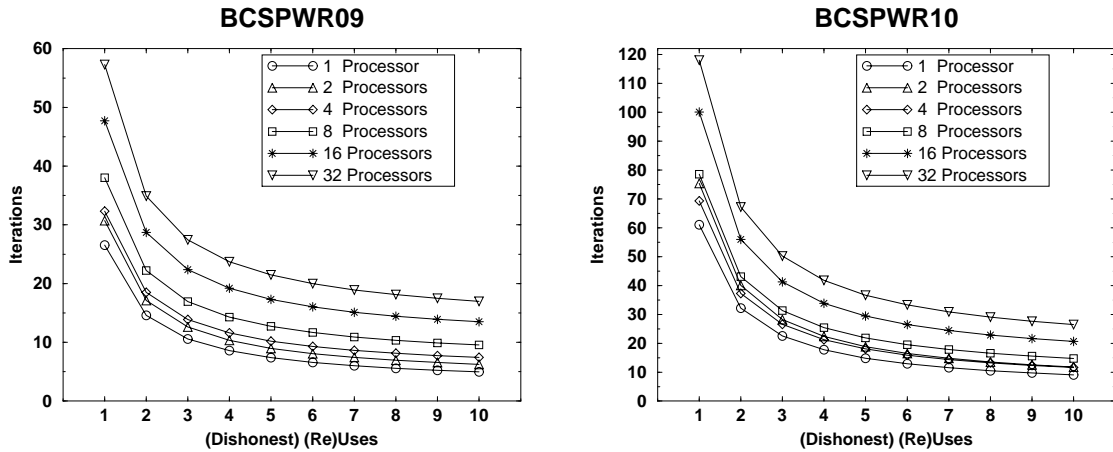 BCSPWR09
60
50
40
30
20
10
0
Iterations
1 Processor
2 Processors
4 Processors
8 Processors
16 Processors
32 Processors
1 2 3 4 5 6 7 8 9 10
(Dishonest) (Re)Uses
BCSPWR10
120
110
100
90
80
70
60
50
40
30
20
10
0
Iterations
1 Processor
2 Processors
4 Processors
8 Processors
16 Processors
32 Processors
1 2 3 4 5 6 7 8 9 10
(Dishonest) (Re)Uses